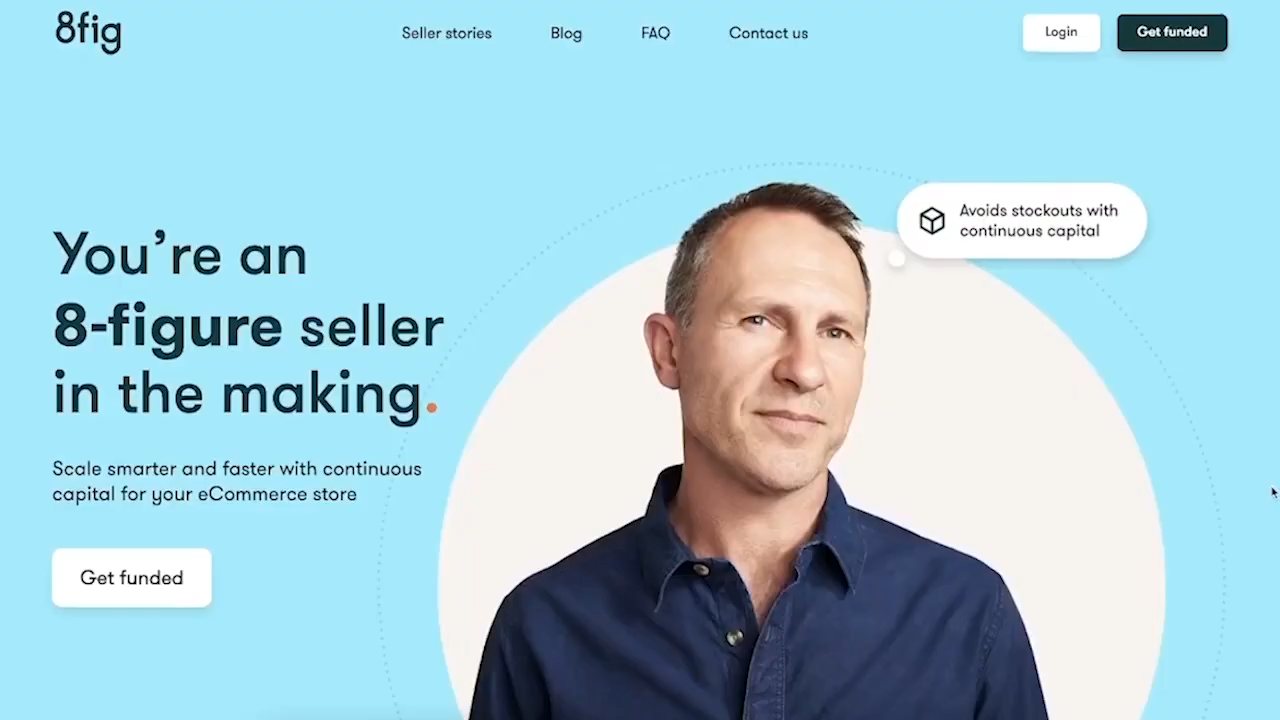 8fig
Seller stories
Blog
FAQ
Contact us
Login
Get funded
Avoids stockouts with
continuous capital
You’re an
8-figure seller
in the making.
Scale smarter and faster with continuous
capital for your eCommerce store
Get funded